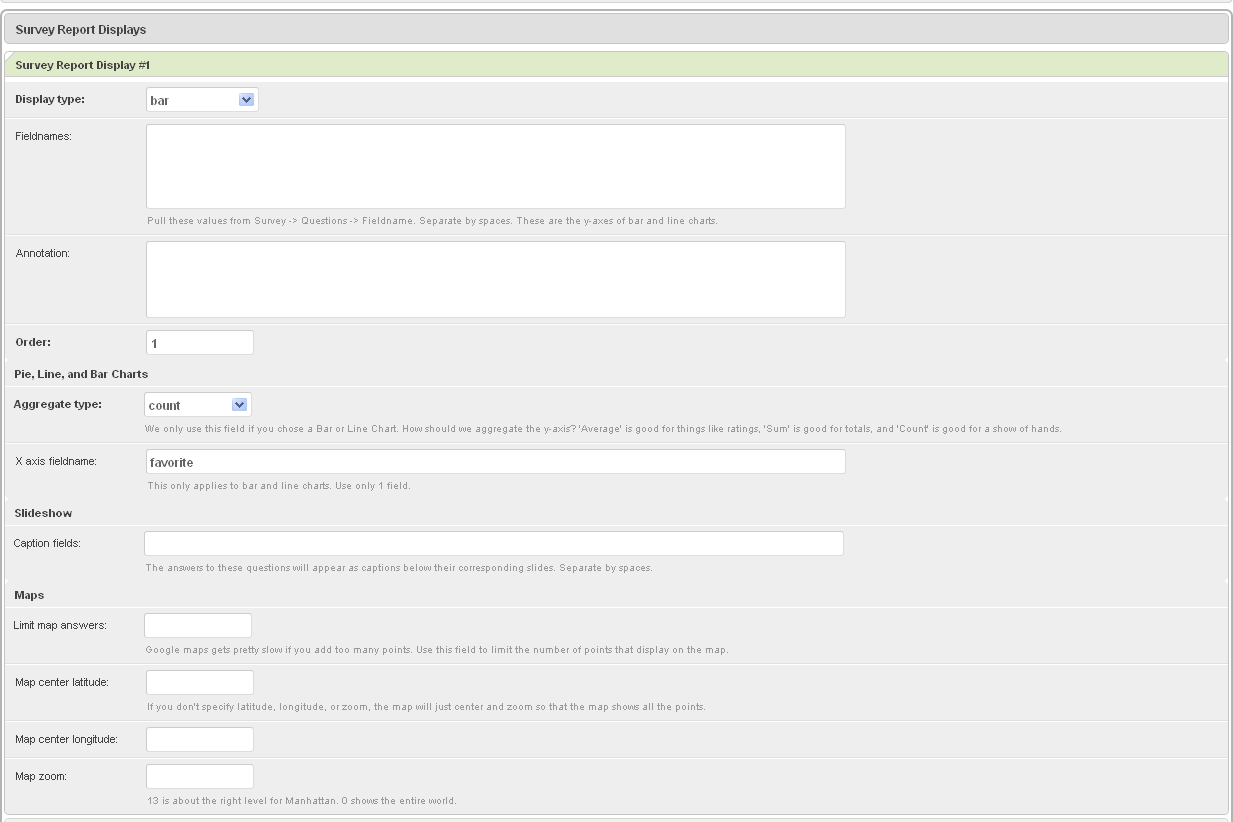 Survey Report Displays
Survey Report Display #1
Display type:
bar
Fieldnames:
Pull these values from Survey -> Questions -> Fieldname. Separate by spaces. These are the y-axes of bar and line charts.
Annotation:
Order:
1
Pie, Line, and Bar Charts
Aggregate type:
count
We only use this field if you chose a Bar or Line Chart. How should we aggregate the y-axis? 'Average' is good for things like ratings, 'Sum' is good for totals, and 'Count' is good for a show of hands.
X axis fieldname:
favorite
This only applies to bar and line charts. Use only 1 field.
Slideshow
Caption fields:
The answers to these questions will appear as captions below their corresponding slides. Separate by spaces.
Maps
Limit map answers:
Google maps gets pretty slow if you add too many points. Use this field to limit the number of points that display on the map.
Map center latitude:
If you don't specify latitude, longitude, or zoom, the map will just center and zoom so that the map shows all the points.
Map center longitude:
Map zoom:
13 is about the right level for Manhattan. 0 shows the entire world.